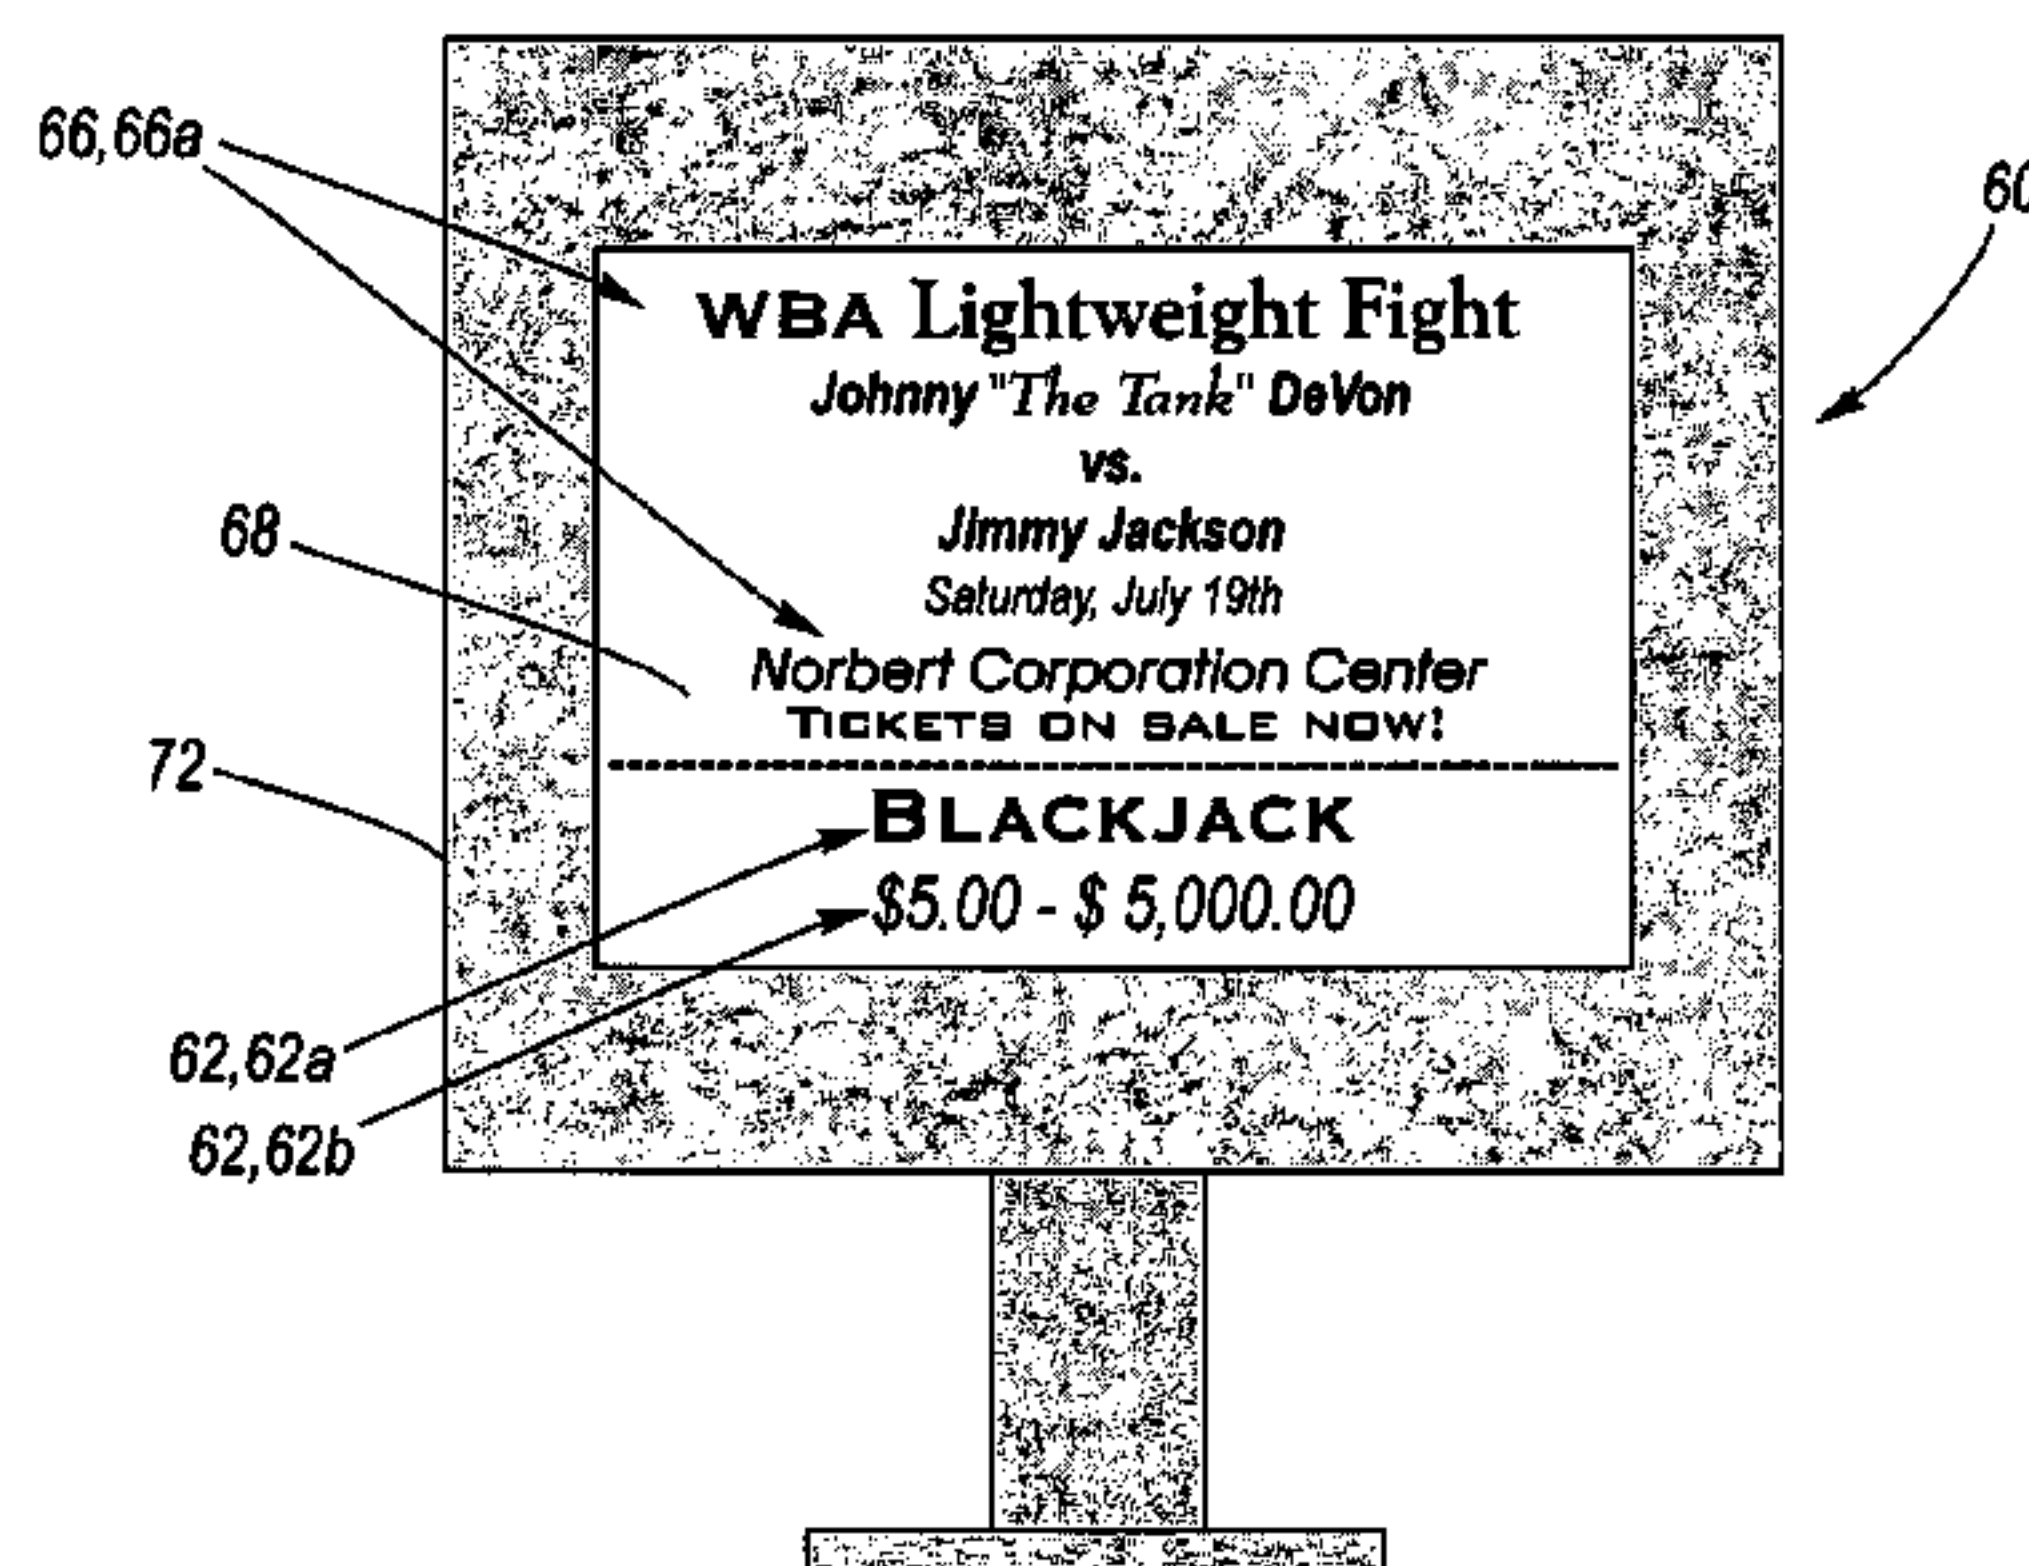 66,66a
60
WBA Lightweight Fight
Johnny "The Tank" DeVon
vs.
Jimmy Jackson
68
Saturday, July 19th
Norbert Corporation Center
TICKETS ON SALE NOW!
72
BLACKJACK
$5.00 - $ 5,000.00
62,62a
62,62b